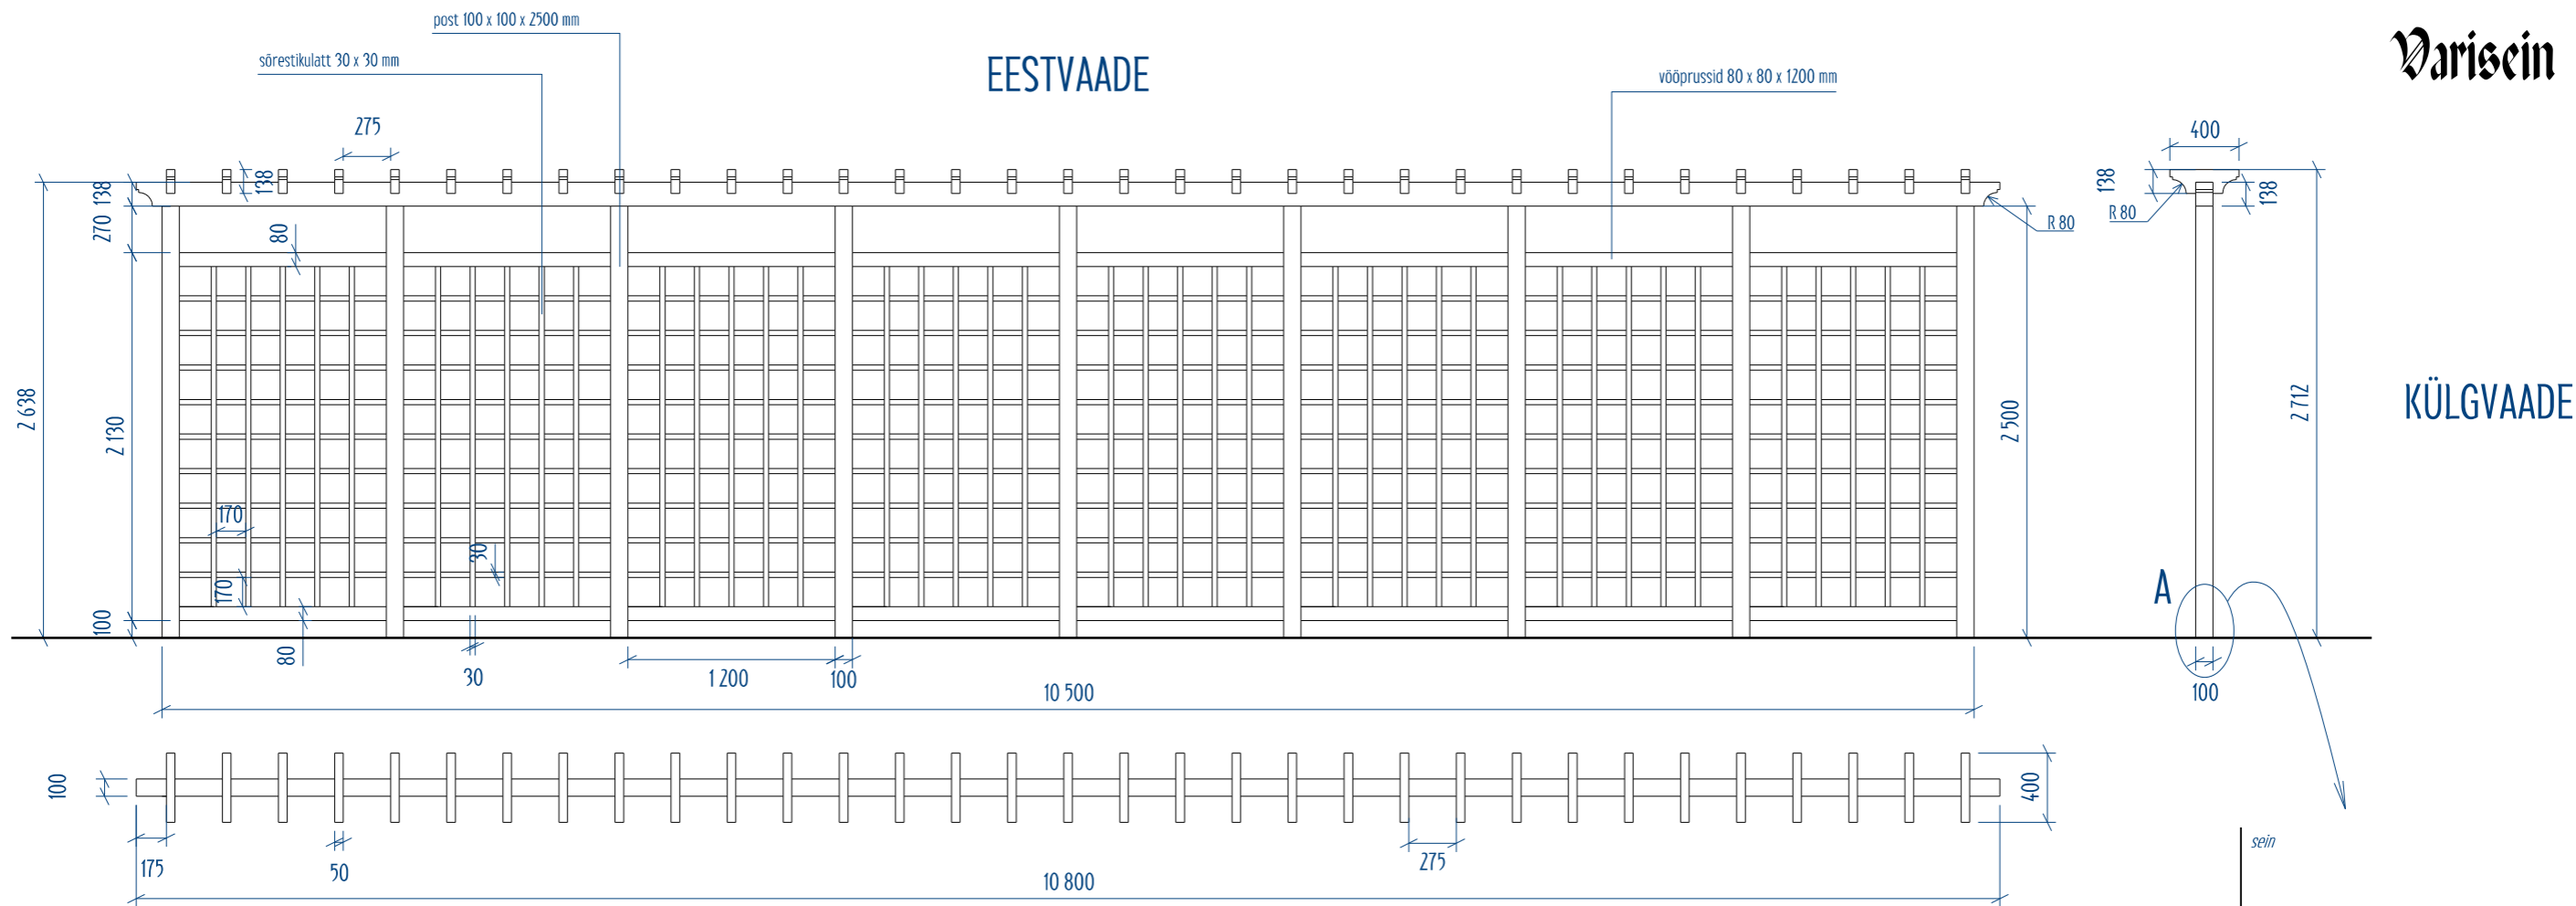 post 100 x 100 x 2500 mm
sõrestikulatt 30 x 30 mm
EESTVAADE
vööprussid 80 x 80 x 1200 mm
Varisein
275
400
138
138
138
138
R 80
R 80
270
80
2 638
2 130
2 500
2 712
KÜLGVAADE
170
30
170
A
100
80
30
1 200
100
100
10 500
100
400
175
50
275
10 800
sein